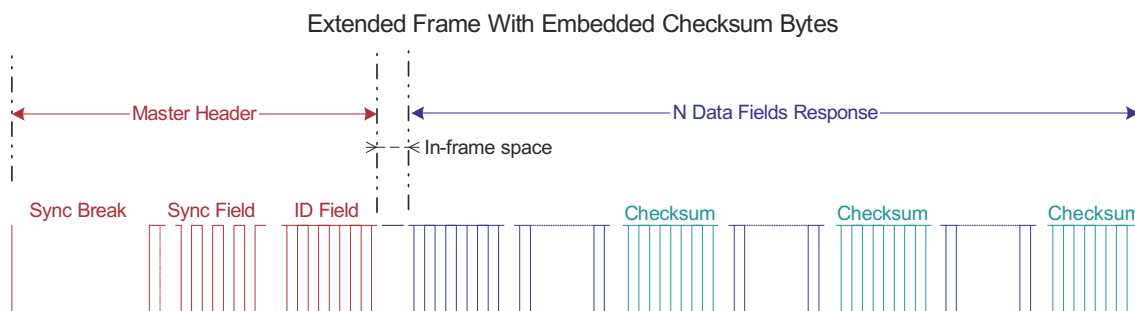 Extended Frame With Embedded Checksum Bytes
Master Header
N Data Fields Response
In-frame space
Sync Break
Sync Field
ID Field
Checksum
Checksum
Checksum